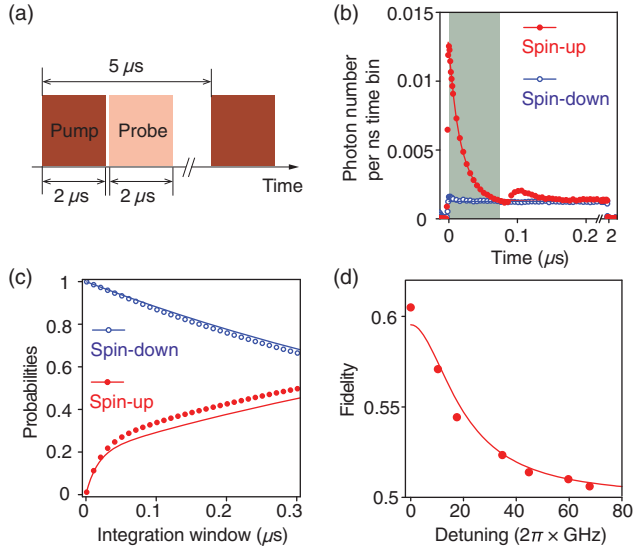 (a)
5 μs
Pump
Probe
Time
2 μs
2 μs
(b)
Photon number
per ns time bin
0.015
0.01
0.005
0
Spin-up
Spin-down
0
0.1
0.2
2
Time (μs)
(c)
Probabilities
1
0.8
0.6
0.4
0.2
0
Spin-down
Spin-up
0
0.1
0.2
0.3
Integration window (μs)
(d)
Fidelity
0.6
0.55
0.5
0
20
40
60
80
Detuning (2π × GHz)